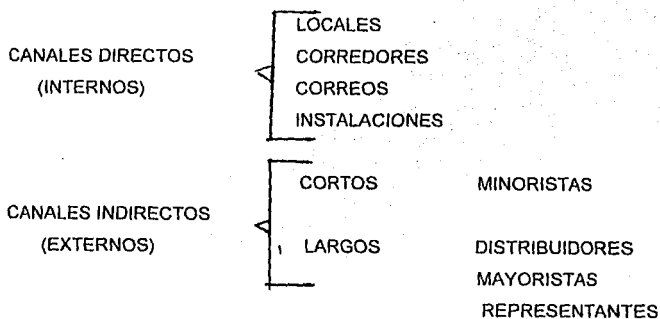 LOCALES
CANALES DIRECTOS
CORREDORES
(INTERNOS)
CORREOS
INSTALACIONES
CORTOS MINORISTAS
CANALES INDIRECTOS
(EXTERNOS)
LARGOS DISTRIBUIDORES
MAYORISTAS
REPRESENTANTES